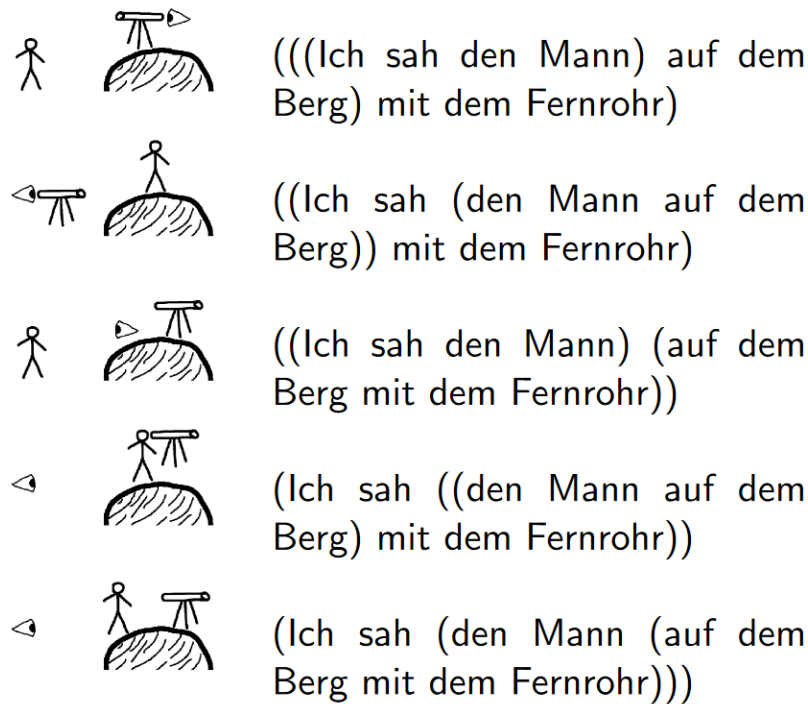 (((Ich sah den Mann) auf dem
Berg) mit dem Fernrohr)
((Ich sah (den Mann auf dem
Berg)) mit dem Fernrohr)
((Ich sah den Mann) (auf dem
Berg mit dem Fernrohr))
(Ich sah ((den Mann auf dem
Berg) mit dem Fernrohr))
(Ich sah (den Mann (auf dem
Berg mit dem Fernrohr)))